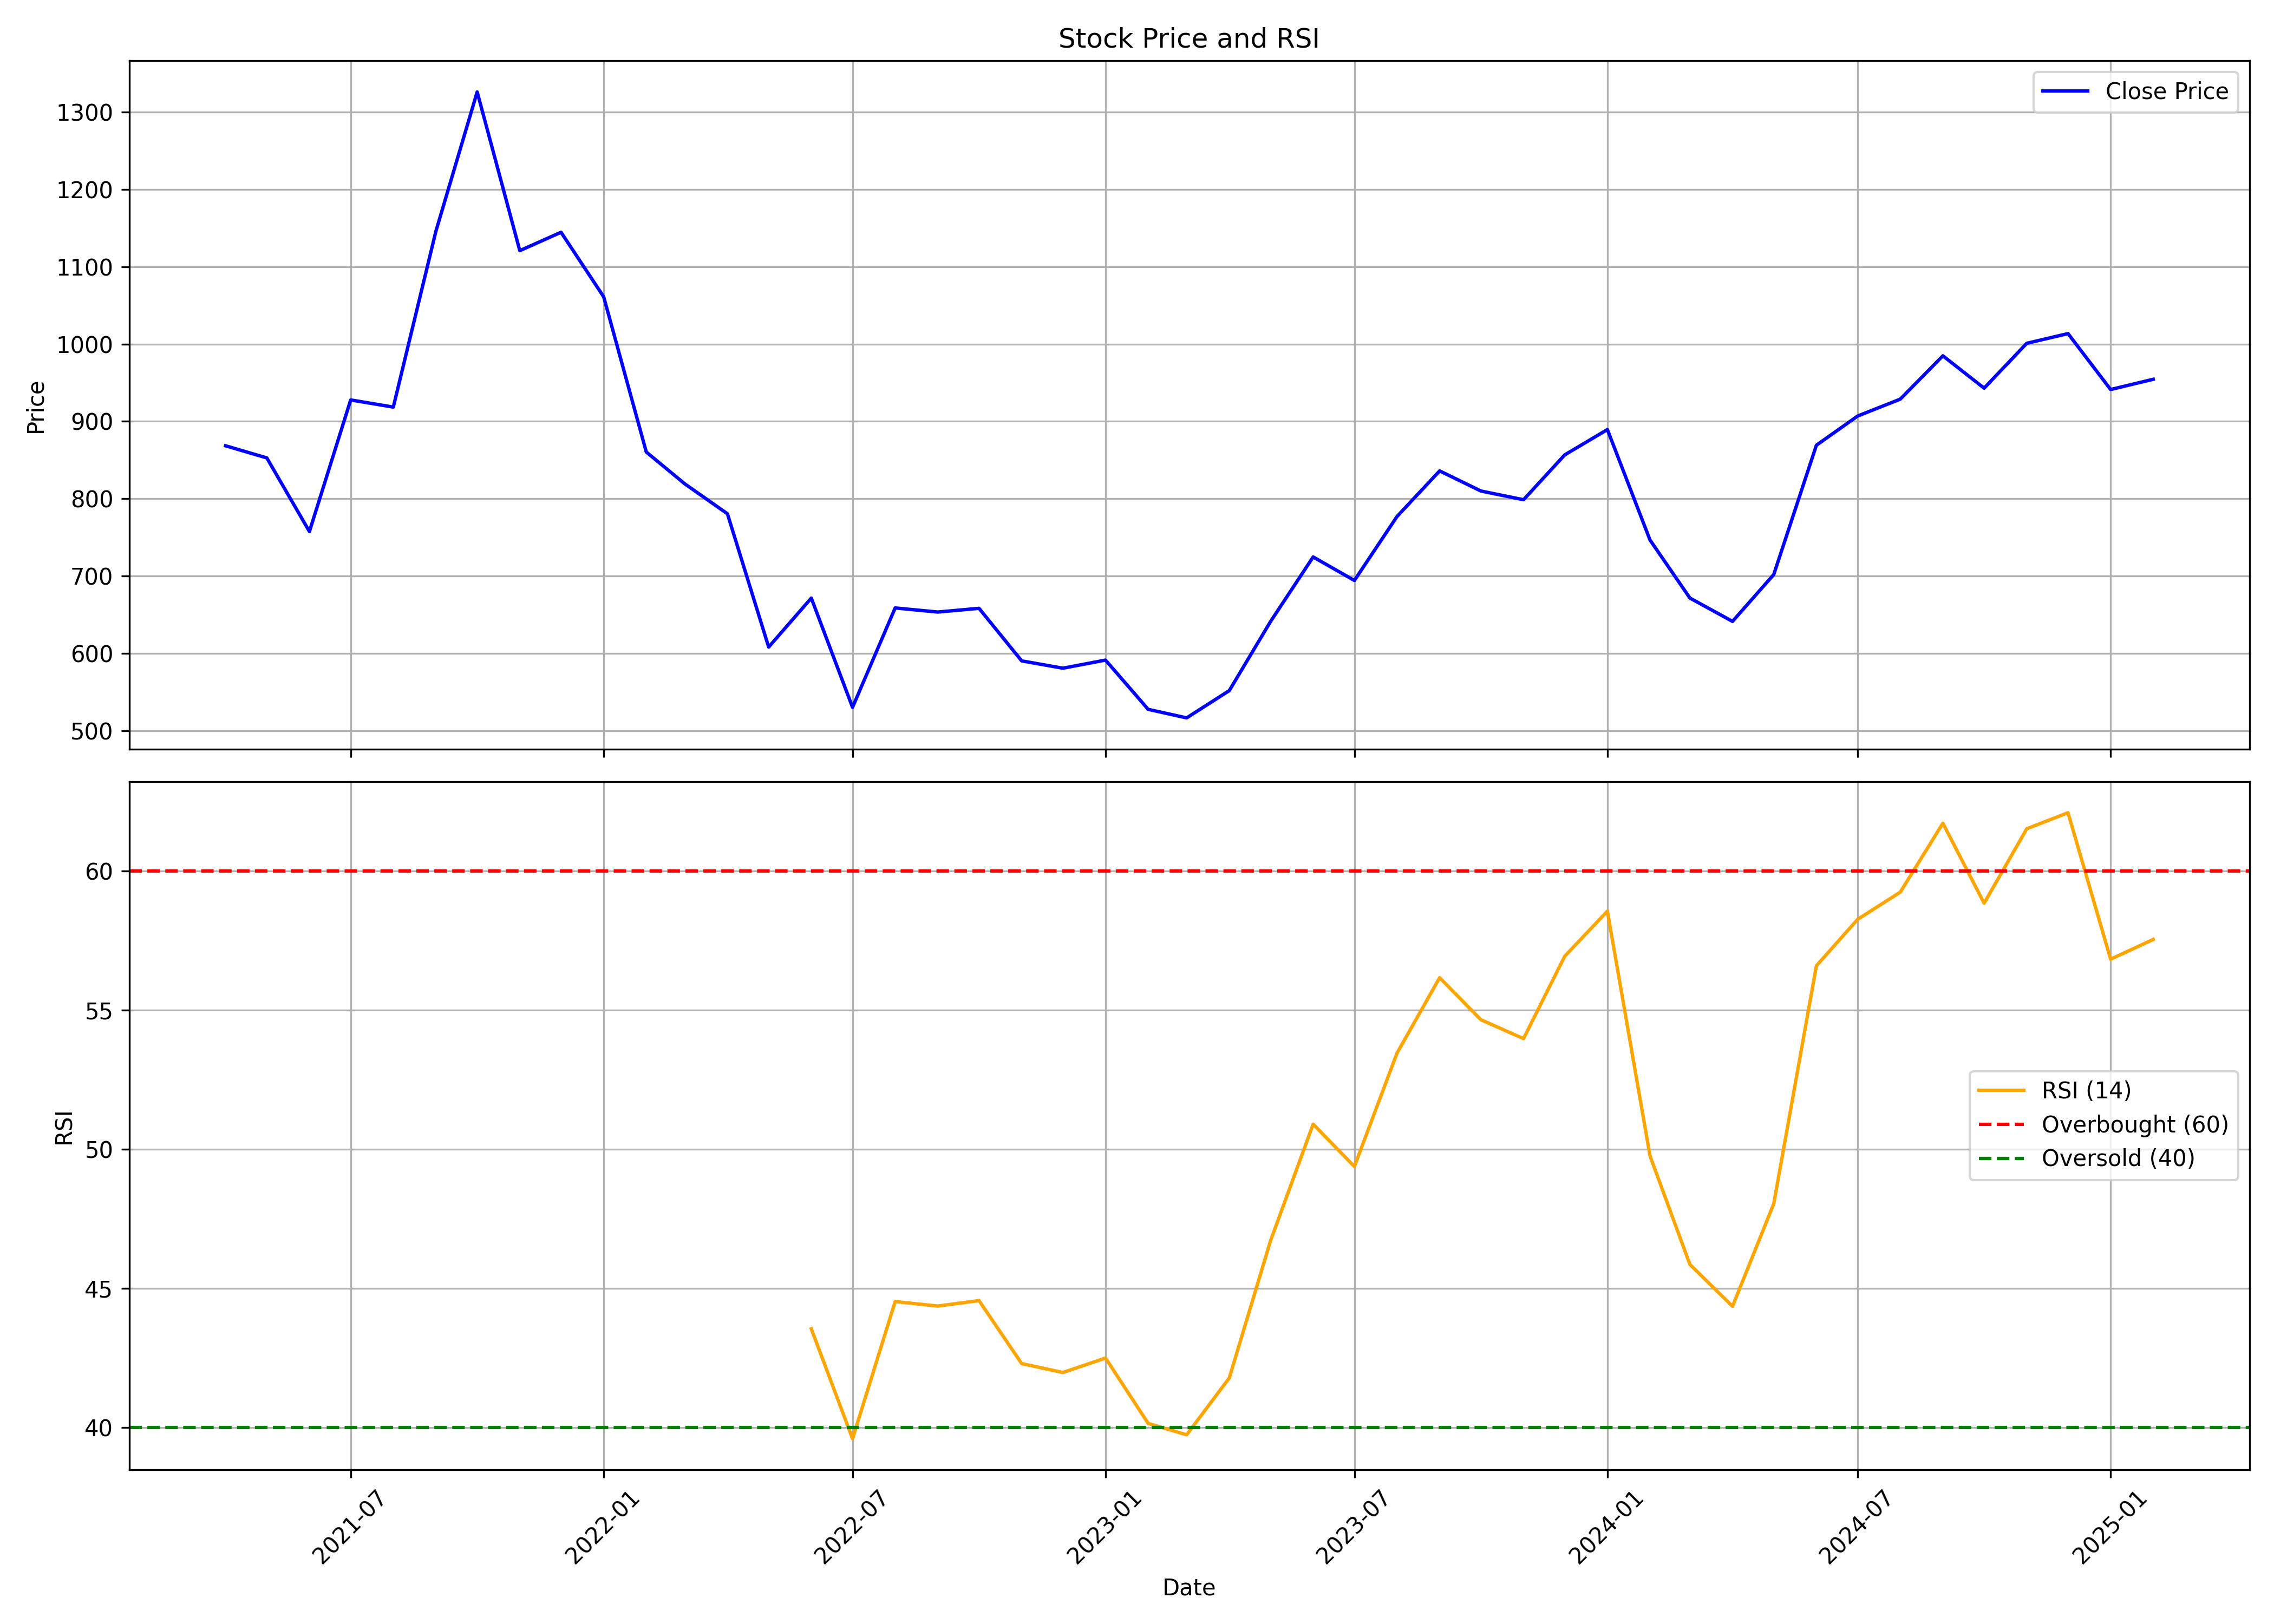 Stock Price and RSI
Close Price
1300
1200
1100
1000
900
800
700
600
500
Price
60
55
50
45
40
RSI
RSI (14)
Overbought (60)
Oversold (40)
2021-07
2022-01
2022-07
2023-01
2023-07
2024-01
2024-07
2025-01
Date